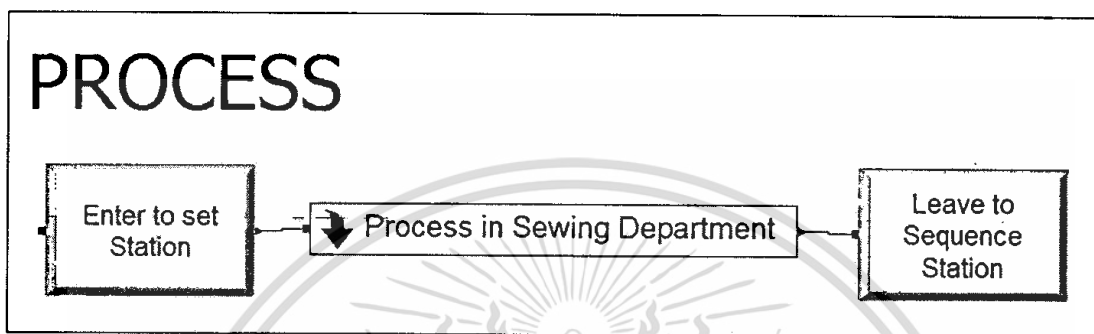 PROCESS
Enter to set
Station
Process in Sewing Department
Leave to
Sequence
Station